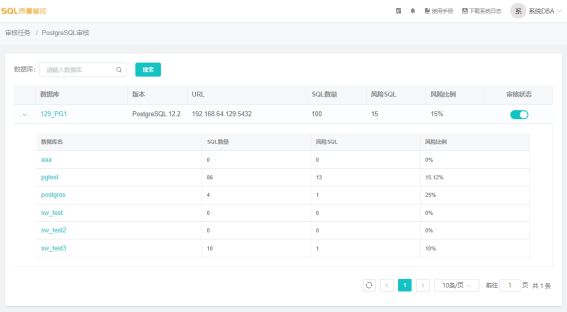 SQL质量管控
使用手册 下载系统日志 系 系统DBA
审核任务 / PostgreSQL审核
数据库: 请输入数据库 搜索
数据库 版本 URL SQL数量 风险SQL 风险比例 审核状态
129_PG1 PostgreSQL 12.2 192.168.64.129:5432 100 15 15%
数据库名 SQL数量 风险SQL 风险比例
aaa 0 0 0%
pgtest 86 13 15.12%
postgres 4 1 25%
sw_test 0 0 0%
sw_test2 0 0 0%
sw_test3 10 1 10%
1 10条/页 前往 1 页 共 1 条